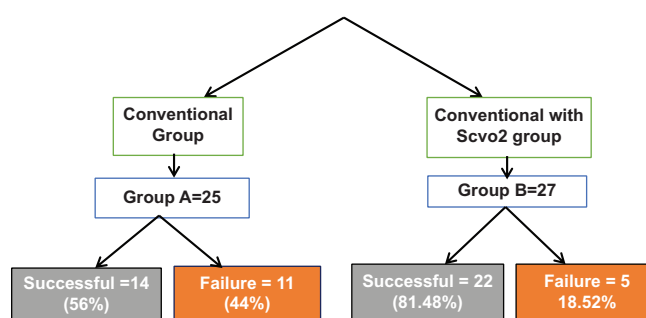 Conventional
Group
Conventional with
Scvo2 group
Group A=25
Group B=27
Successful =14
(56%)
Failure = 11
(44%)
Successful = 22
(81.48%)
Failure = 5
18.52%